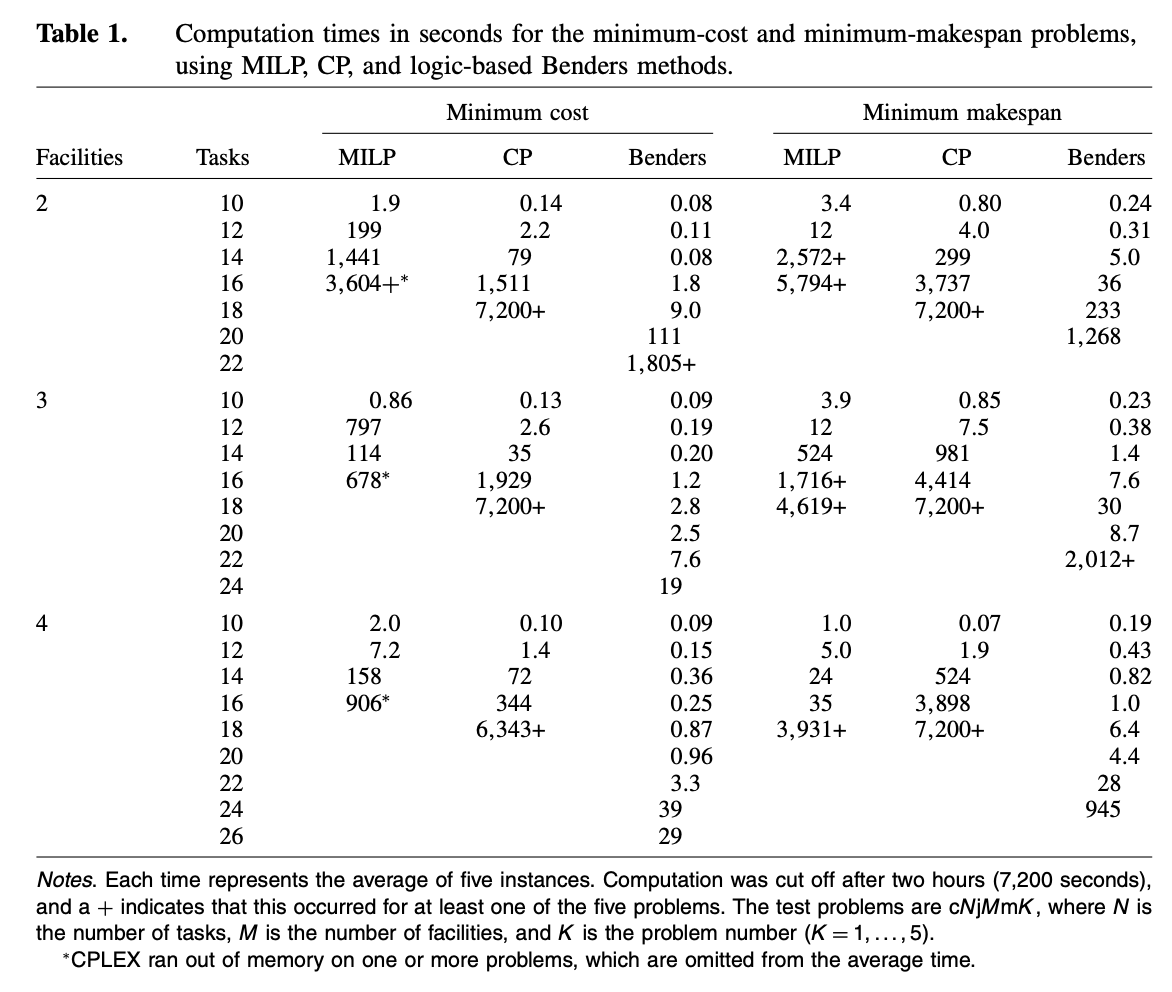 Table 1. Computation times in seconds for the minimum-cost and minimum-makespan problems,
using MILP, CP, and logic-based Benders methods.
Minimum cost Minimum makespan
Facilities Tasks MILP CP Benders MILP CP Benders
2 10 1.9 0.14 0.08 3.4 0.80 0.24
12 199 2.2 0.11 12 4.0 0.31
14 1,441 79 0.08 2,572+ 299 5.0
16 3,604+* 1,511 1.8 5,794+ 3,737 36
18 7,200+ 9.0 7,200+ 233
20 111 1,268
22 1,805+
3 10 0.86 0.13 0.09 3.9 0.85 0.23
12 797 2.6 0.19 12 7.5 0.38
14 114 35 0.20 524 981 1.4
16 678* 1,929 1.2 1,716+ 4,414 7.6
18 7,200+ 2.8 4,619+ 7,200+ 30
20 2.5 8.7
22 7.6 2,012+
24 19
4 10 2.0 0.10 0.09 1.0 0.07 0.19
12 7.2 1.4 0.15 5.0 1.9 0.43
14 158 72 0.36 24 524 0.82
16 906* 344 0.25 35 3,898 1.0
18 6,343+ 0.87 3,931+ 7,200+ 6.4
20 0.96 4.4
22 3.3 28
24 39 945
26 29
Notes. Each time represents the average of five instances. Computation was cut off after two hours (7,200 seconds),
and a + indicates that this occurred for at least one of the five problems. The test problems are cNjMmK, where N is
the number of tasks, M is the number of facilities, and K is the problem number (K = 1, . . . , 5).
*CPLEX ran out of memory on one or more problems, which are omitted from the average time.